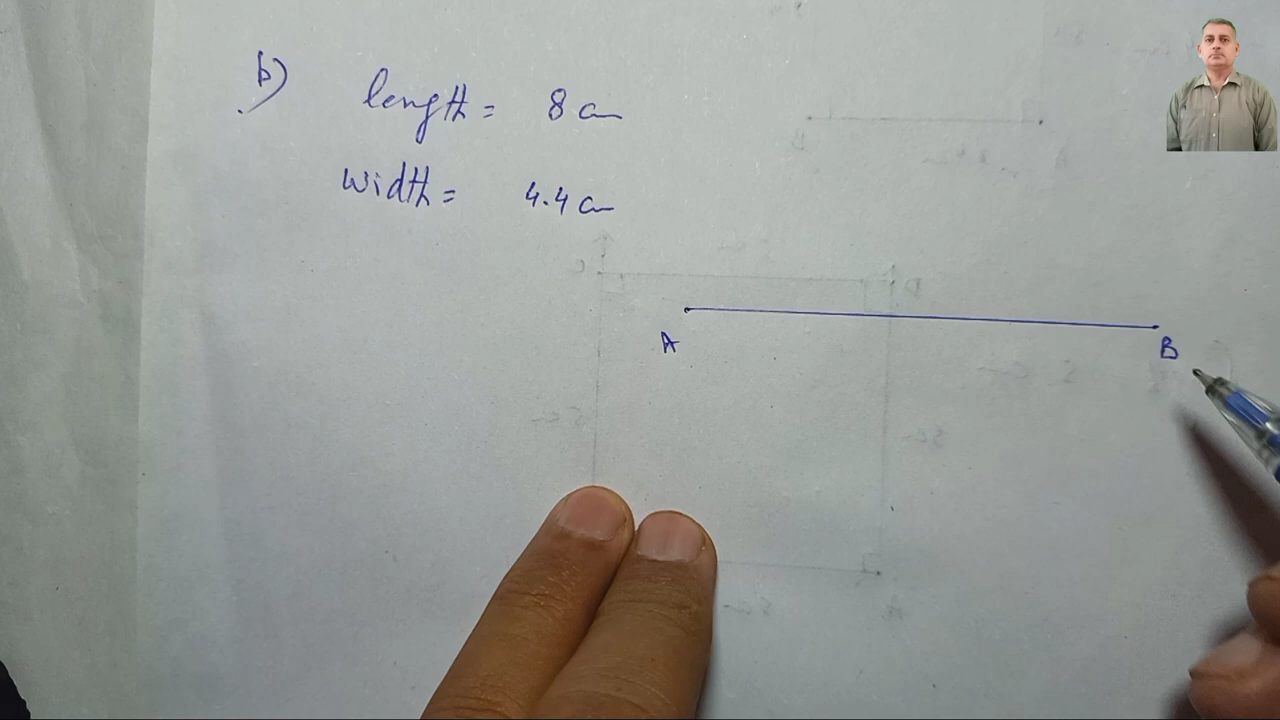 b)
length = 8 cm
width = 4.4 cm
A
B